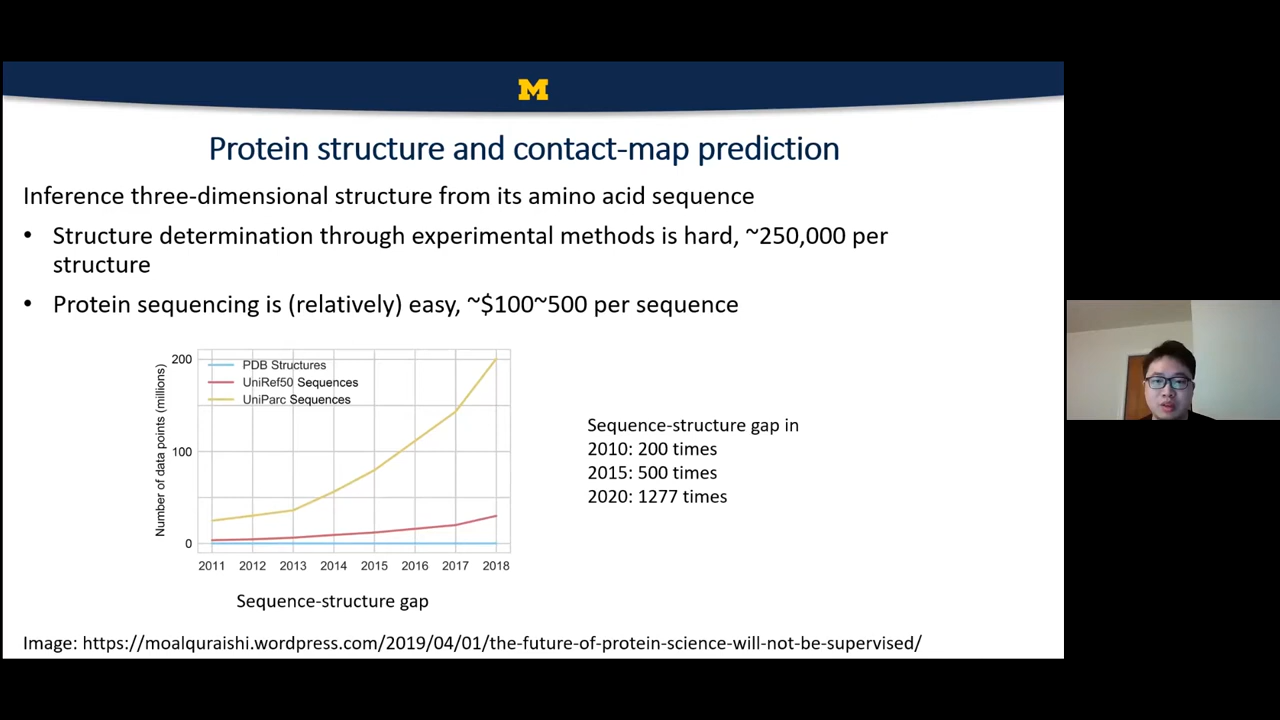 M
Protein structure and contact-map prediction
Inference three-dimensional structure from its amino acid sequence
• Structure determination through experimental methods is hard, ~250,000 per
structure
• Protein sequencing is (relatively) easy, ~$100~500 per sequence
Number of data points (millions)
200
100
0
PDB Structures
UniRef50 Sequences
UniParc Sequences
2011 2012 2013 2014 2015 2016 2017 2018
Sequence-structure gap
Sequence-structure gap in
2010: 200 times
2015: 500 times
2020: 1277 times
Image: https://moalquraishi.wordpress.com/2019/04/01/the-future-of-protein-science-will-not-be-supervised/